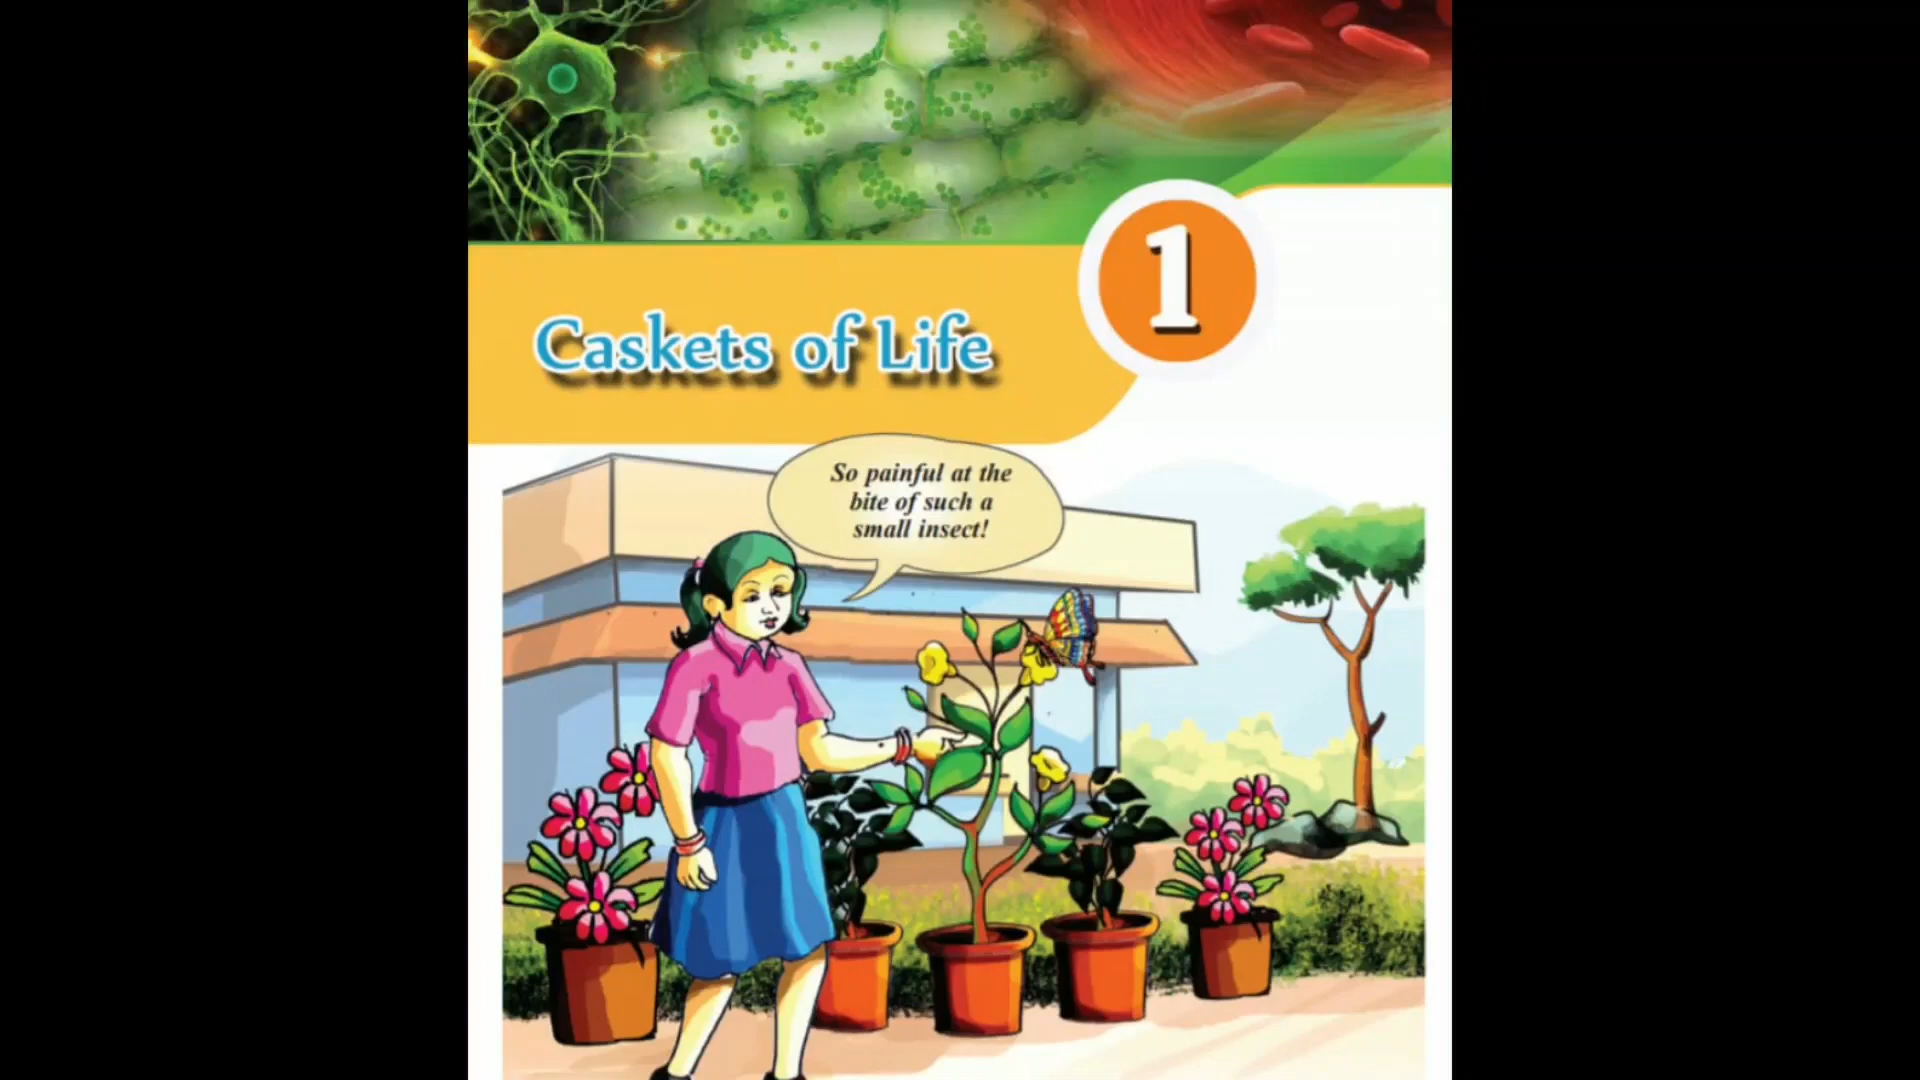 1
Caskets of Life
So painful at the
bite of such a
small insect!